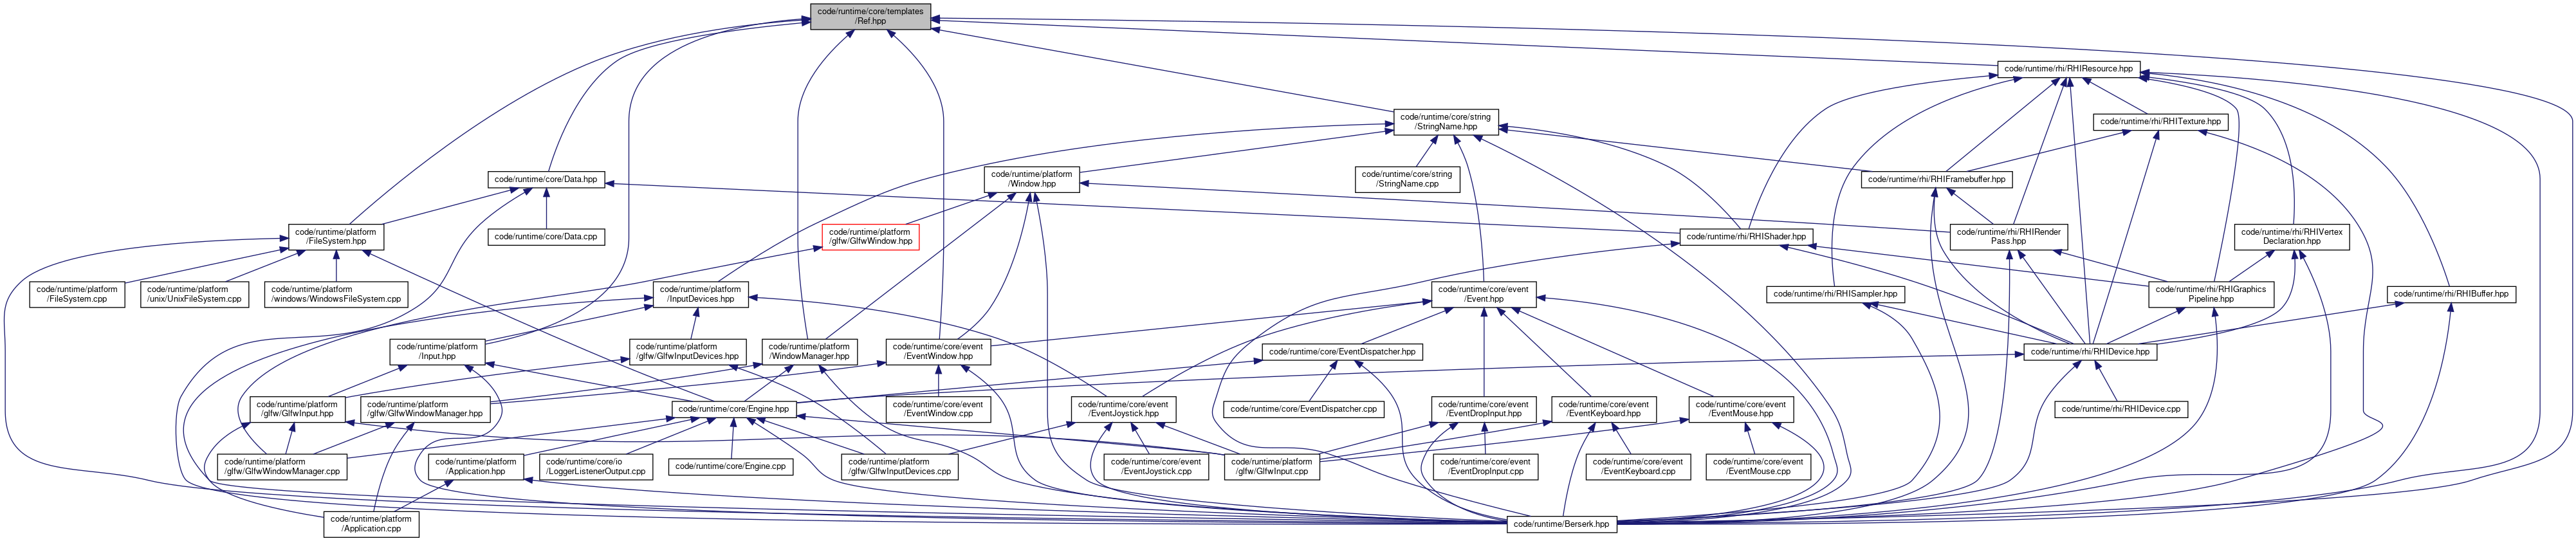 code/runtime/core/templates
/Ref.hpp
code/runtime/rhi/RHIResource.hpp
code/runtime/core/string
/StringName.hpp
code/runtime/rhi/RHITexture.hpp
code/runtime/core/Data.hpp
code/runtime/platform
/Window.hpp
code/runtime/core/string
/StringName.cpp
code/runtime/rhi/RHIFramebuffer.hpp
code/runtime/platform
/FileSystem.hpp
code/runtime/core/Data.cpp
code/runtime/platform
/glfw/GlfwWindow.hpp
code/runtime/rhi/RHIShader.hpp
code/runtime/rhi/RHIRender
Pass.hpp
code/runtime/rhi/RHIVertex
Declaration.hpp
code/runtime/platform
/FileSystem.cpp
code/runtime/platform
/unix/UnixFileSystem.cpp
code/runtime/platform
/windows/WindowsFileSystem.cpp
code/runtime/platform
/InputDevices.hpp
code/runtime/core/event
/Event.hpp
code/runtime/rhi/RHISampler.hpp
code/runtime/rhi/RHIGraphics
Pipeline.hpp
code/runtime/rhi/RHIBuffer.hpp
code/runtime/platform
/Input.hpp
code/runtime/platform
/glfw/GlfwInputDevices.hpp
code/runtime/platform
/WindowManager.hpp
code/runtime/core/event
/EventWindow.hpp
code/runtime/core/EventDispatcher.hpp
code/runtime/rhi/RHIDevice.hpp
code/runtime/platform
/glfw/GlfwInput.hpp
code/runtime/platform
/glfw/GlfwWindowManager.hpp
code/runtime/core/Engine.hpp
code/runtime/core/event
/EventWindow.cpp
code/runtime/core/event
/EventJoystick.hpp
code/runtime/core/EventDispatcher.cpp
code/runtime/core/event
/EventDropInput.hpp
code/runtime/core/event
/EventKeyboard.hpp
code/runtime/core/event
/EventMouse.hpp
code/runtime/rhi/RHIDevice.cpp
code/runtime/platform
/glfw/GlfwWindowManager.cpp
code/runtime/platform
/Application.hpp
code/runtime/core/io
/LoggerListenerOutput.cpp
code/runtime/core/Engine.cpp
code/runtime/platform
/glfw/GlfwInputDevices.cpp
code/runtime/core/event
/EventJoystick.cpp
code/runtime/platform
/glfw/GlfwInput.cpp
code/runtime/core/event
/EventDropInput.cpp
code/runtime/core/event
/EventKeyboard.cpp
code/runtime/core/event
/EventMouse.cpp
code/runtime/platform
/Application.cpp
code/runtime/Berserk.hpp